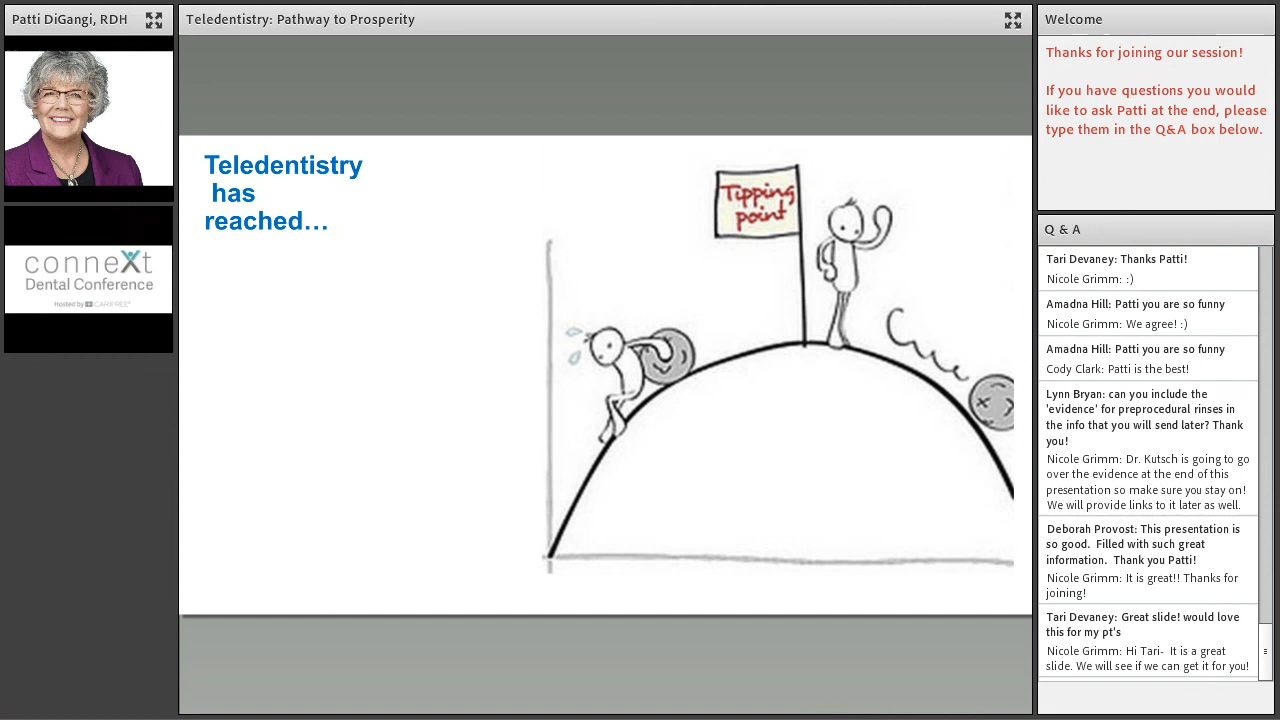 Patti DiGangi, RDH
conneXt
Dental Conference
Hosted by CARIFREE
Teledentistry: Pathway to Prosperity
Teledentistry
has
reached…
Tipping
point
Welcome
Thanks for joining our session!
If you have questions you would
like to ask Patti at the end, please
type them in the Q&A box below.
Q & A
Tari Devaney: Thanks Patti!
Nicole Grimm: :)
Amadna Hill: Patti you are so funny
Nicole Grimm: We agree! :)
Amadna Hill: Patti you are so funny
Cody Clark: Patti is the best!
Lynn Bryan: can you include the
'evidence' for preprocedural rinses in
the info that you will send later? Thank
you!
Nicole Grimm: Dr. Kutsch is going to go
over the evidence at the end of this
presentation so make sure you stay on!
We will provide links to it later as well.
Deborah Provost: This presentation is
so good.  Filled with such great
information.  Thank you Patti!
Nicole Grimm: It is great!! Thanks for
joining!
Tari Devaney: Great slide! would love
this for my pt's
Nicole Grimm: Hi Tari-  It is a great
slide. We will see if we can get it for you!